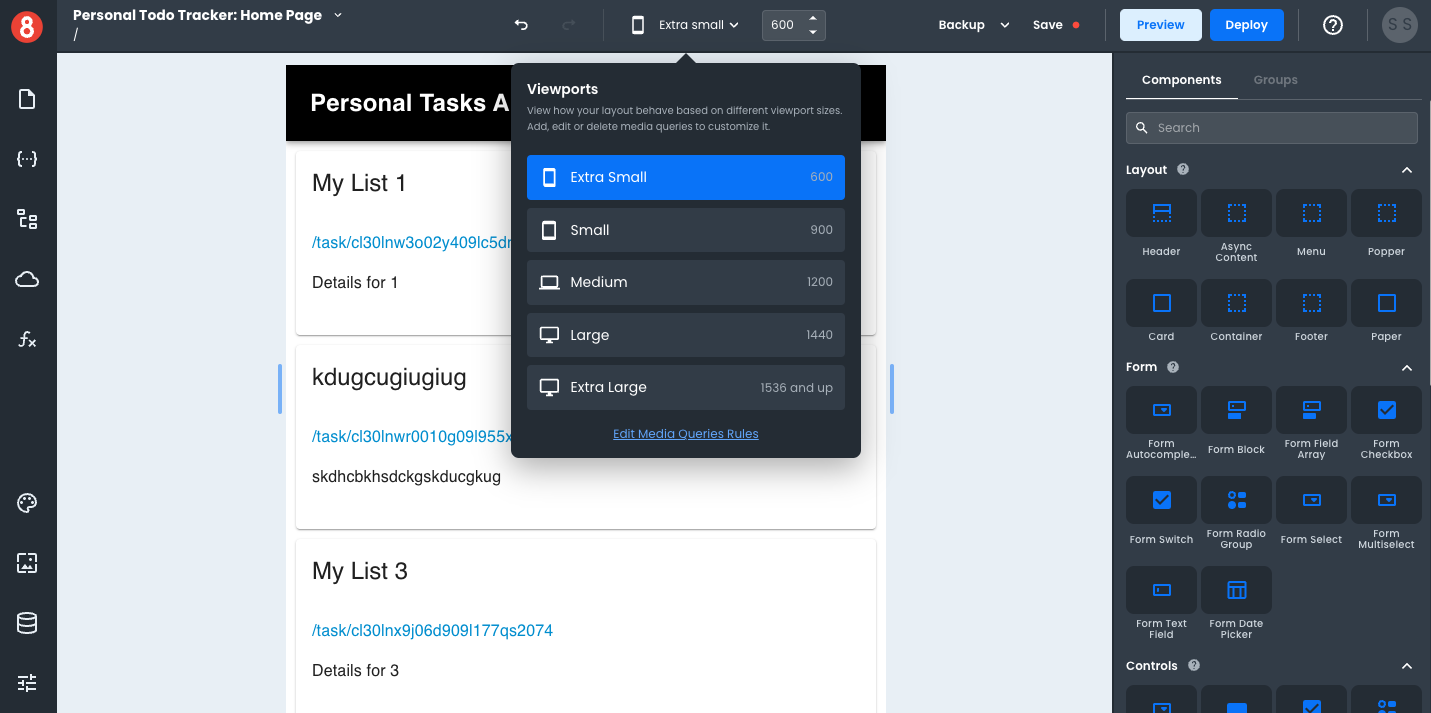 8
Personal Todo Tracker: Home Page
/
Extra small
600
Backup
Save
Preview
Deploy
S S
Personal Tasks A
My List 1
/task/cl30lnw3o02y409lc5dr
Details for 1
kdugcugiugiug
/task/cl30lnwr0010g09l955x
skdhcbkhsdckgskducgkug
My List 3
/task/cl30lnx9j06d909l177qs2074
Details for 3
Viewports
View how your layout behave based on different viewport sizes.
Add, edit or delete media queries to customize it.
Extra Small 600
Small 900
Medium 1200
Large 1440
Extra Large 1536 and up
Edit Media Queries Rules
Components Groups
Search
Layout
Header
Async
Content
Menu
Popper
Card
Container
Footer
Paper
Form
Form
Autocomple...
Form Block
Form Field
Array
Form
Checkbox
Form Switch
Form Radio
Group
Form Select
Form
Multiselect
Form Text
Field
Form Date
Picker
Controls